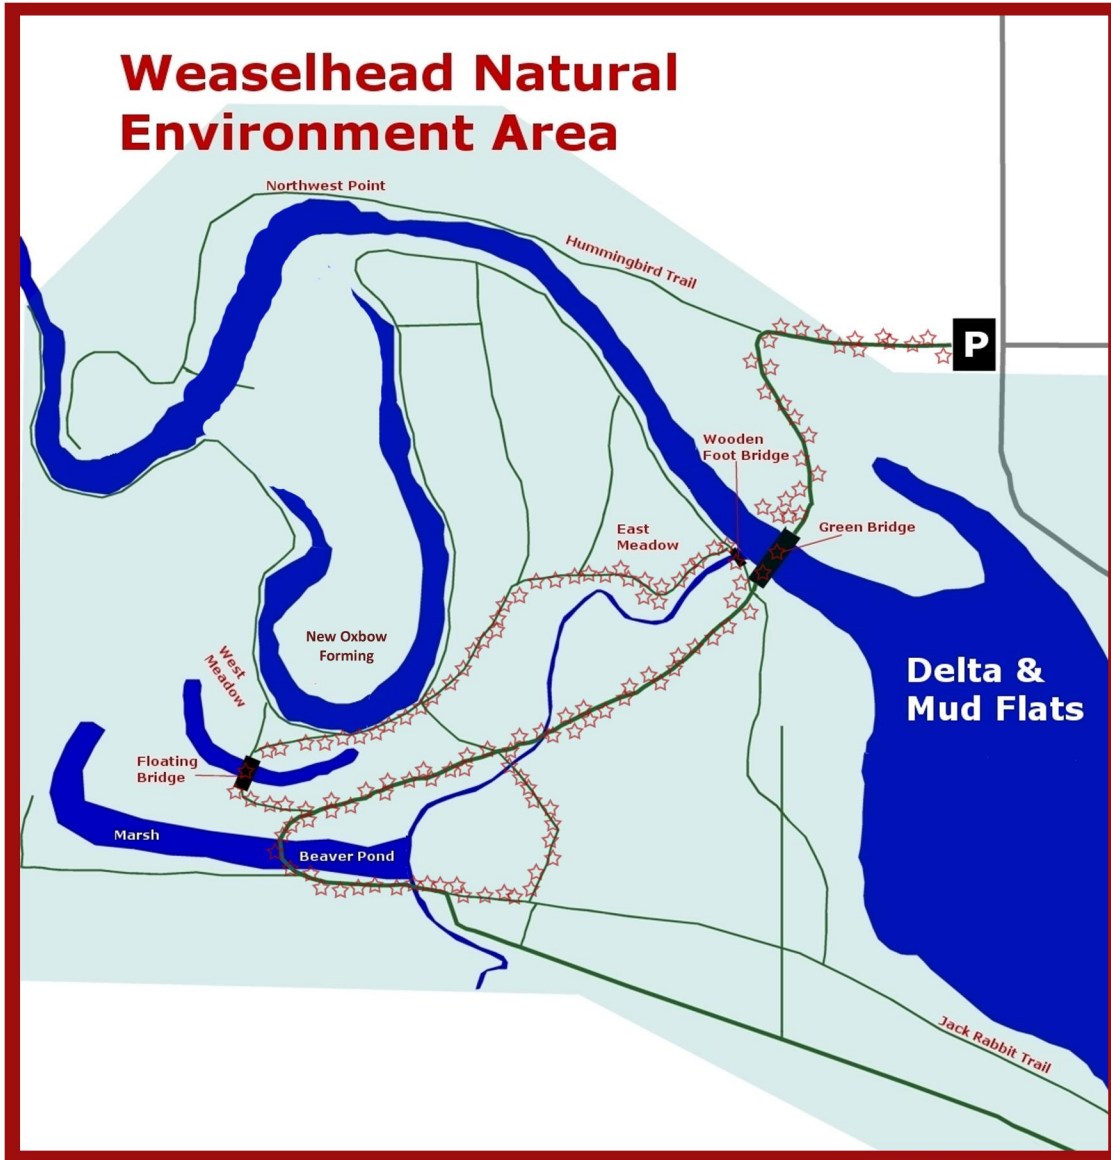 Weaselhead Natural
Environment Area
Northwest Point
Hummingbird Trail
P
Wooden
Foot Bridge
Green Bridge
East
Meadow
New Oxbow
Forming
West
Meadow
Delta &
Mud Flats
Floating
Bridge
Marsh
Beaver Pond
Jack Rabbit Trail